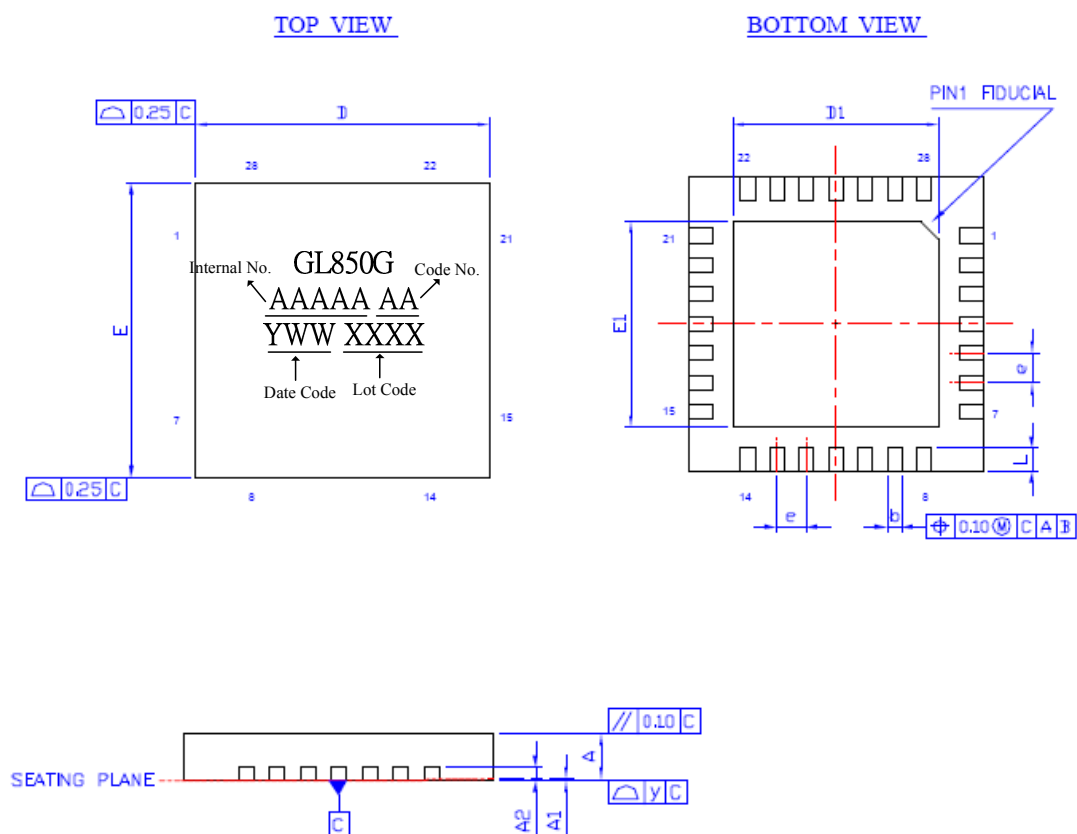 TOP VIEW
BOTTOM VIEW
PIN1 FIDUCIAL
0.25 C
D
D1
28 22
22 28
1
21
21
1
Internal No.
GL850G
Code No.
AAAAA AA
YWW XXXX
Date Code
Lot Code
E
E1
e
7
15
15
7
L
0.25 C
8 14
14 8
e
b
0.10 Ⓜ C A B
// 0.10 C
A
SEATING PLANE
y C
C
A2
A1